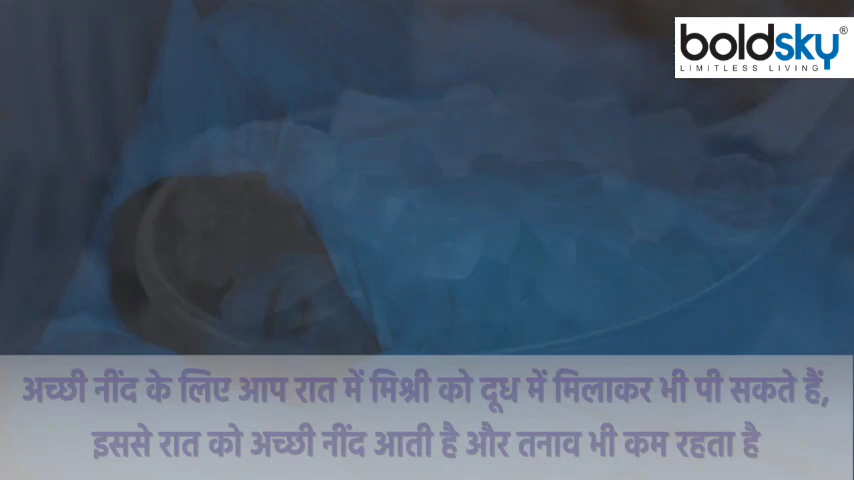 boldsky®
LIMITLESS LIVING
अच्छी नींद के लिए आप रात में मिश्री को दूध में मिलाकर भी पी सकते हैं,
इससे रात को अच्छी नींद आती है और तनाव भी कम रहता है